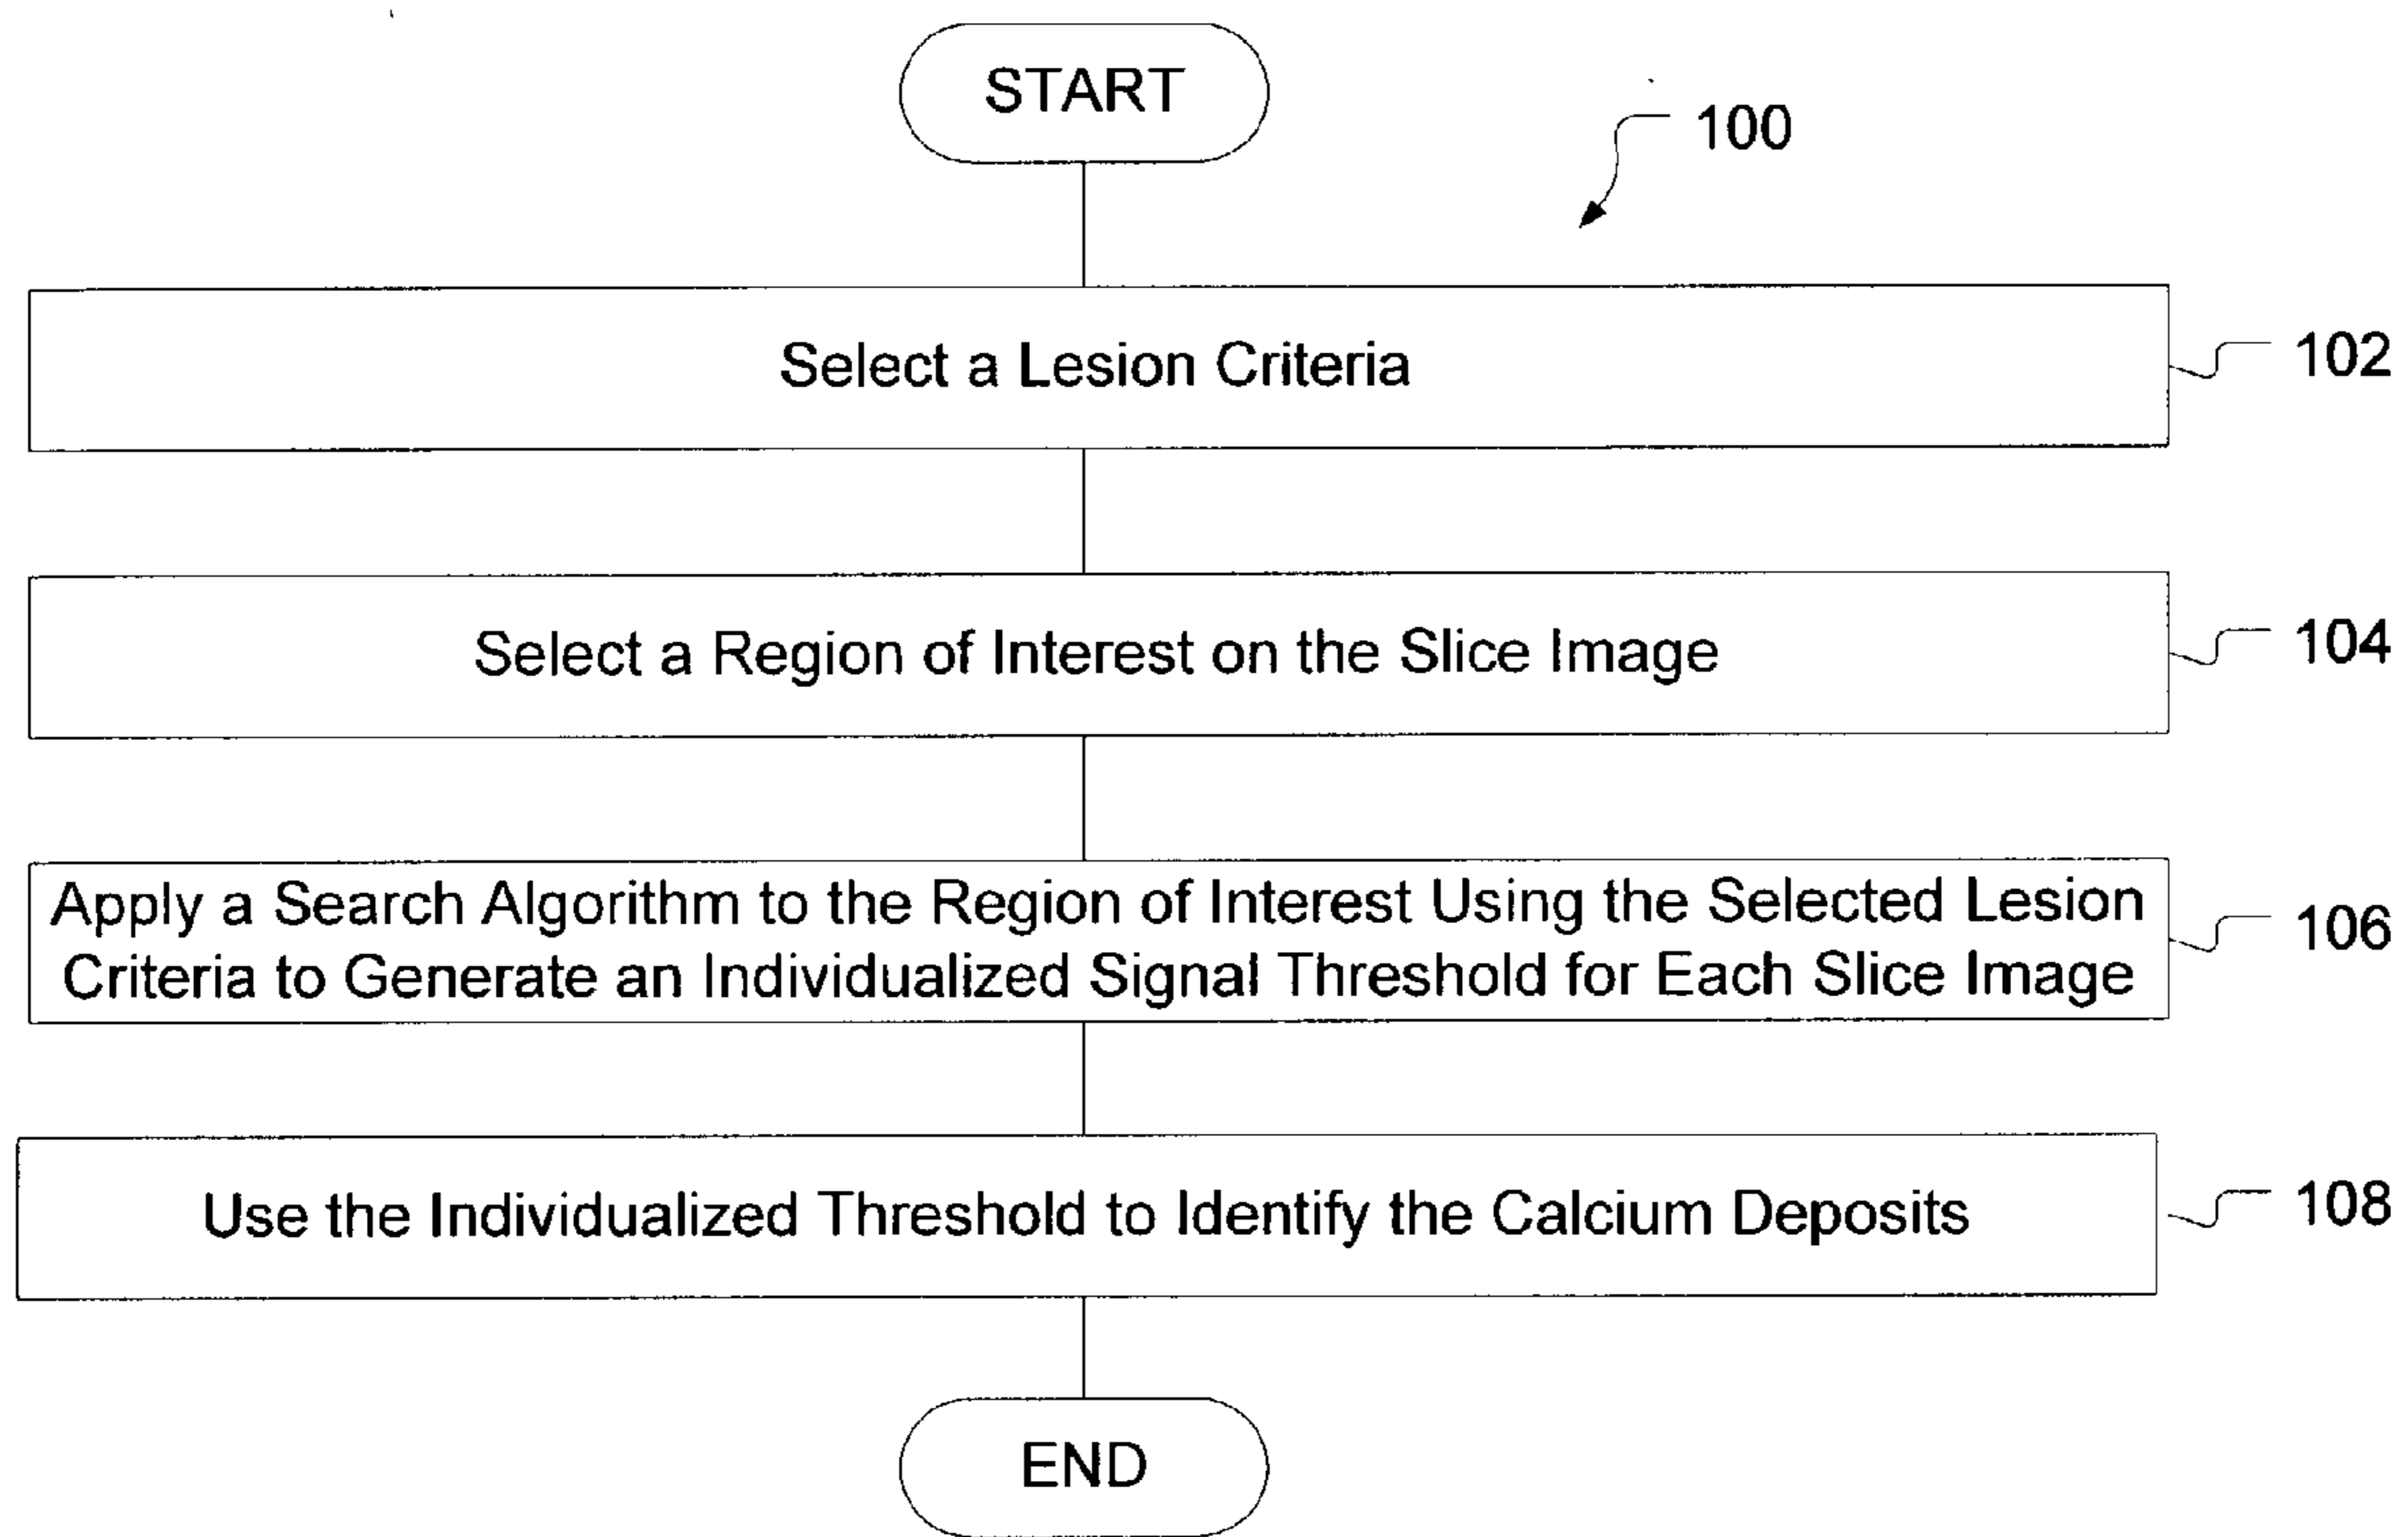 START
100
Select a Lesion Criteria
102
Select a Region of Interest on the Slice Image
104
Apply a Search Algorithm to the Region of Interest Using the Selected Lesion
Criteria to Generate an Individualized Signal Threshold for Each Slice Image
106
Use the Individualized Threshold to Identify the Calcium Deposits
108
END